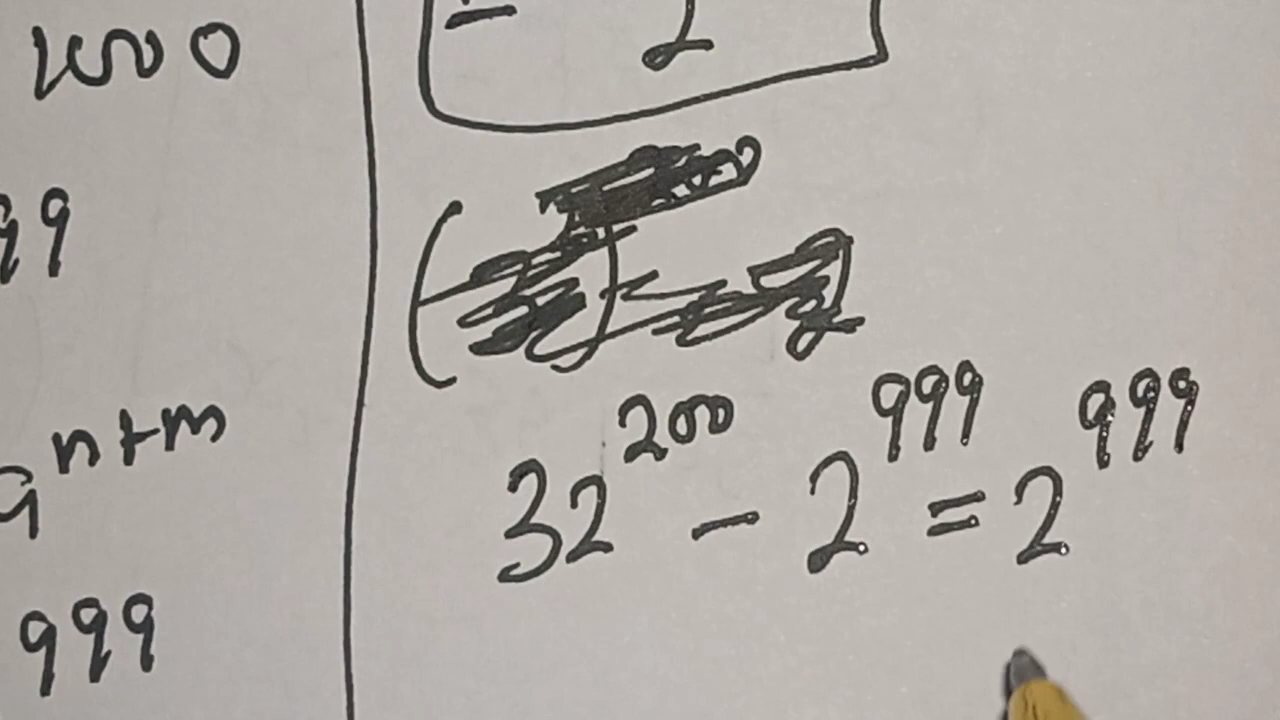 1000
99
a^{n+m}
999
= 2
32^{200} - 2^{999} = 2^{999}